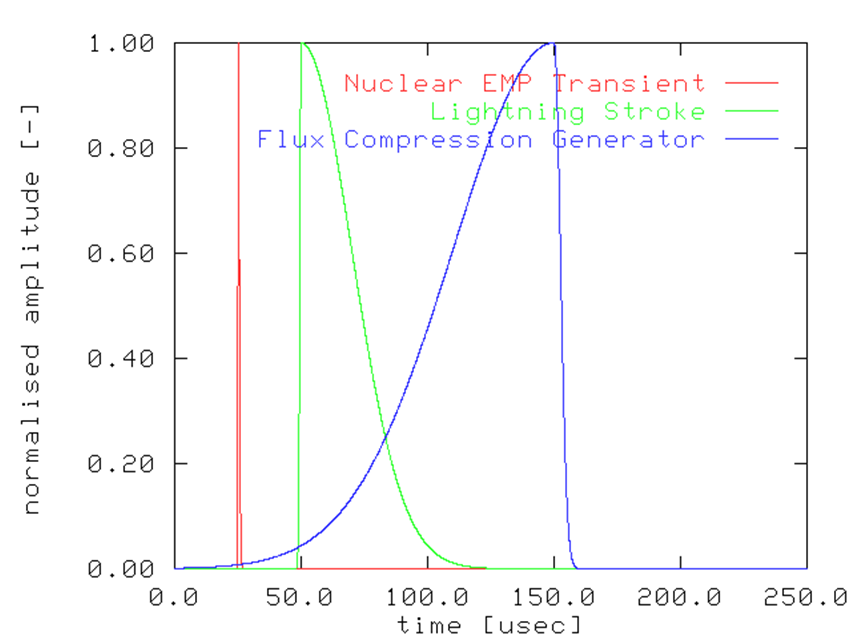 1.00
Nuclear EMP Transient
Lightning Stroke
0.80
Flux Compression Generator
normalised amplitude [-]
0.60
0.40
0.20
0.00
0.0 50.0 100.0 150.0 200.0 250.0
time [usec]